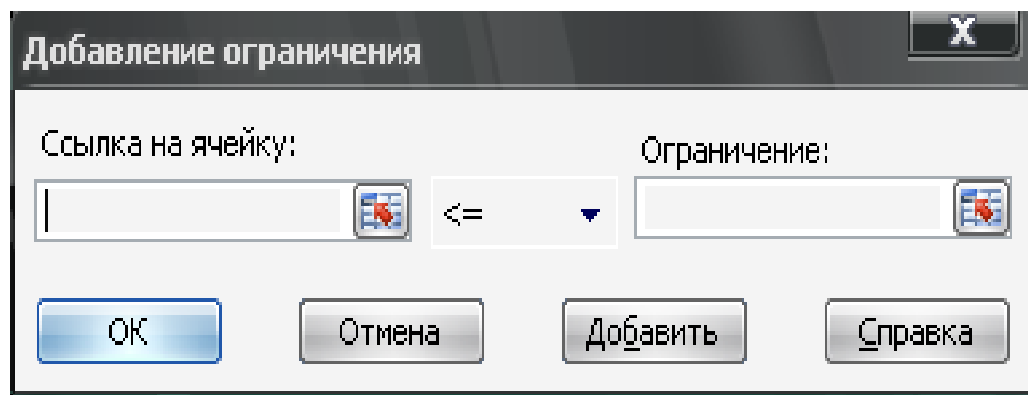 Добавление ограничения
X
Ссылка на ячейку:
Ограничение:
<=
ОК
Отмена
Добавить
Справка